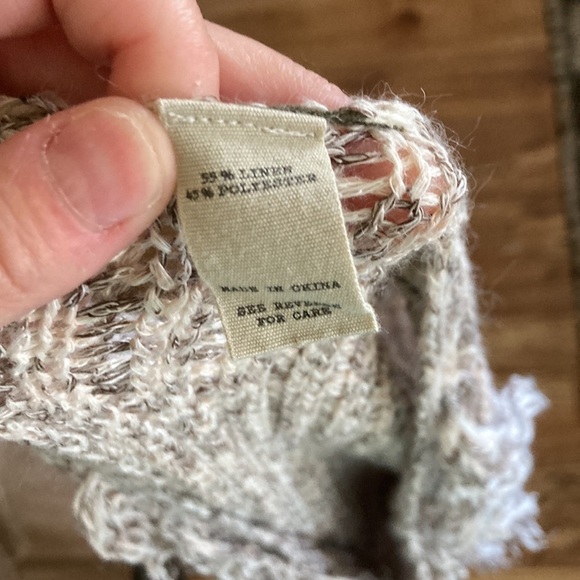 55% LINEN
45% POLYESTER
MADE IN CHINA
SEE REVERSE
FOR CARE